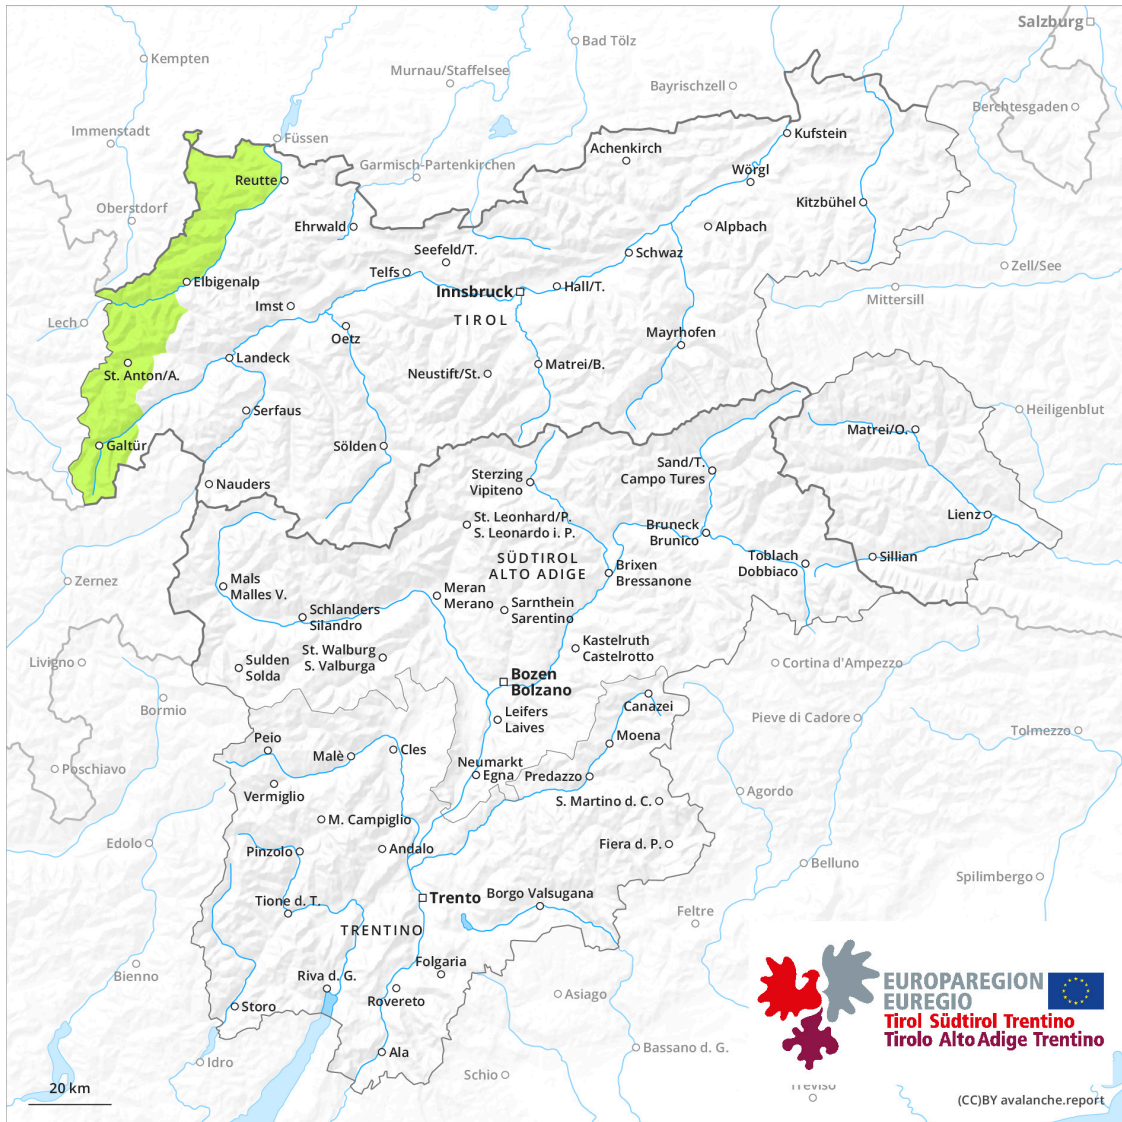 Salzburg
Kempten
Bad Tölz
Murnau/Staffelsee
Bayrischzell
Berchtesgaden
Immenstadt
Füssen
Kufstein
Achenkirch
Garmisch-Partenkirchen
Wörgl
Reutte
Oberstdorf
Kitzbühel
Ehrwald
Alpbach
Seefeld/T.
Schwaz
Telfs
Zell/See
Elbigenalp
Innsbruck
Hall/T.
Mittersill
Imst
Lech
TIROL
Oetz
Mayrhofen
Landeck
Matrei/B.
St. Anton/A.
Neustift/St.
Serfaus
Heiligenblut
Matrei/O.
Galtür
Sölden
Sand/T.
Campo Tures
Sterzing
Vipiteno
Nauders
St. Leonhard/P.
S. Leonardo i. P.
Lienz
Bruneck
Brunico
SÜDTIROL
ALTO ADIGE
Toblach
Dobbiaco
Sillian
Brixen
Bressanone
Zernez
Mals
Malles V.
Meran
Merano
Sarnthein
Sarentino
Schlanders
Silandro
Kastelruth
Castelrotto
St. Walburg
S. Valburga
Livigno
Sulden
Solda
Cortina d'Ampezzo
Bozen
Bolzano
Bormio
Canazei
Leifers
Laives
Pieve di Cadore
Tolmezzo
Moena
Peio
Malè
Cles
Neumarkt
Egna
Predazzo
Poschiavo
Vermiglio
Agordo
S. Martino d. C.
M. Campiglio
Edolo
Pinzolo
Andalo
Fiera d. P.
Belluno
Spilimbergo
Trento
Borgo Valsugana
Tione d. T.
Feltre
TRENTINO
Folgaria
Bienno
Riva d. G.
Rovereto
Asiago
Storo
EUROPAREGION
EUREGIO
Tirol Südtirol Trentino
Tirolo Alto Adige Trentino
Ala
Idro
Bassano d. G.
Schio
Treviso
20 km
(CC)BY avalanche.report